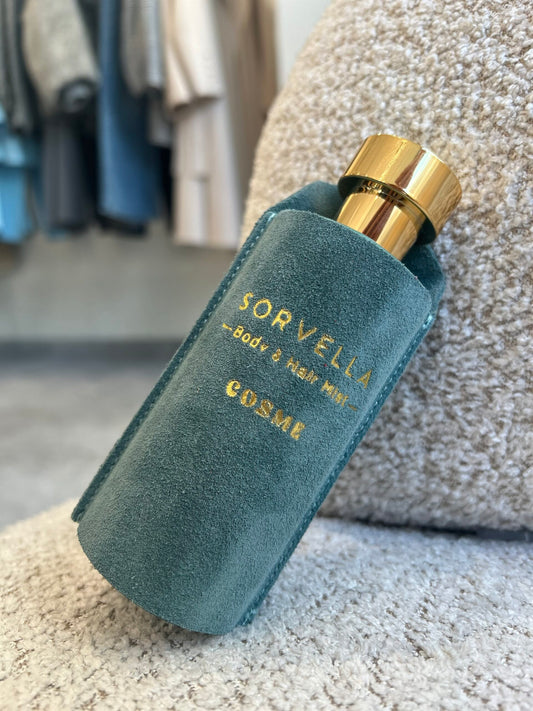 SORVELLA
–Body & Hair Mist–
COSME